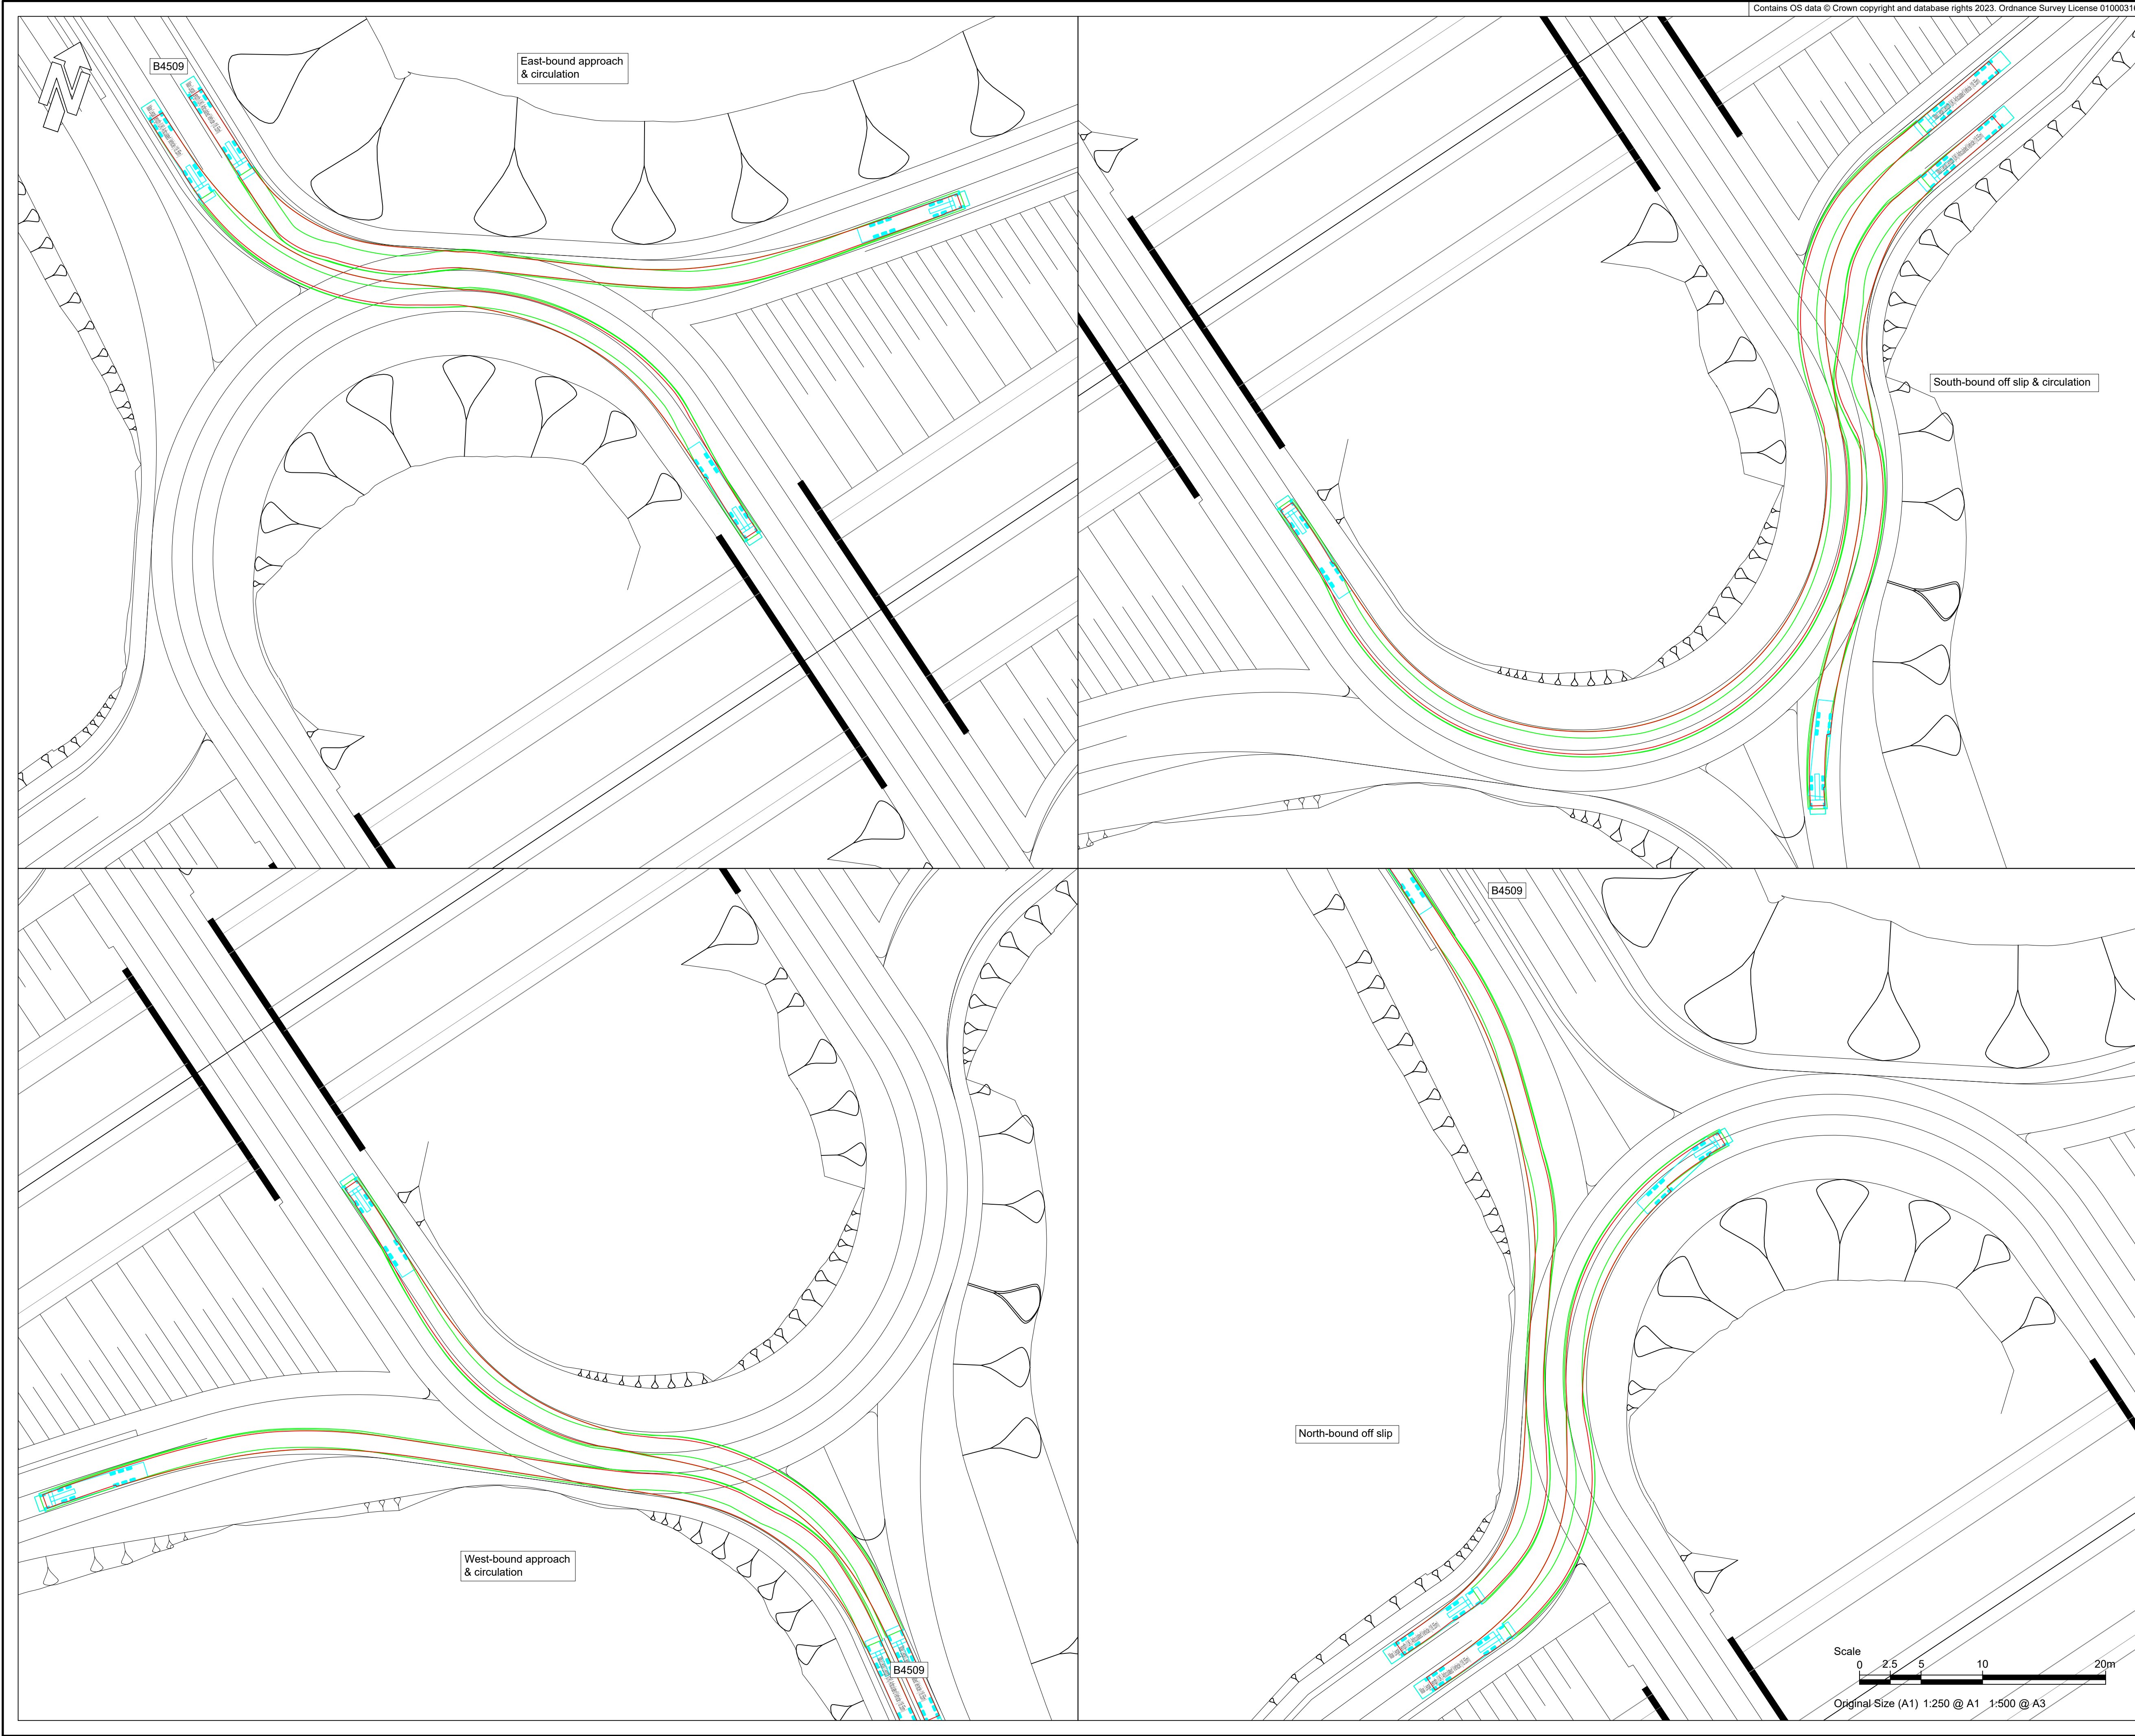 Contains OS data © Crown copyright and database rights 2023. Ordnance Survey License
B4509
East-bound approach
& circulation
South-bound off slip & circulation
B4509
North-bound off slip
West-bound approach
& circulation
B4509
Scale
0 2.5 5 10 20m
Original Size (A1) 1:250 @ A1 1:500 @ A3